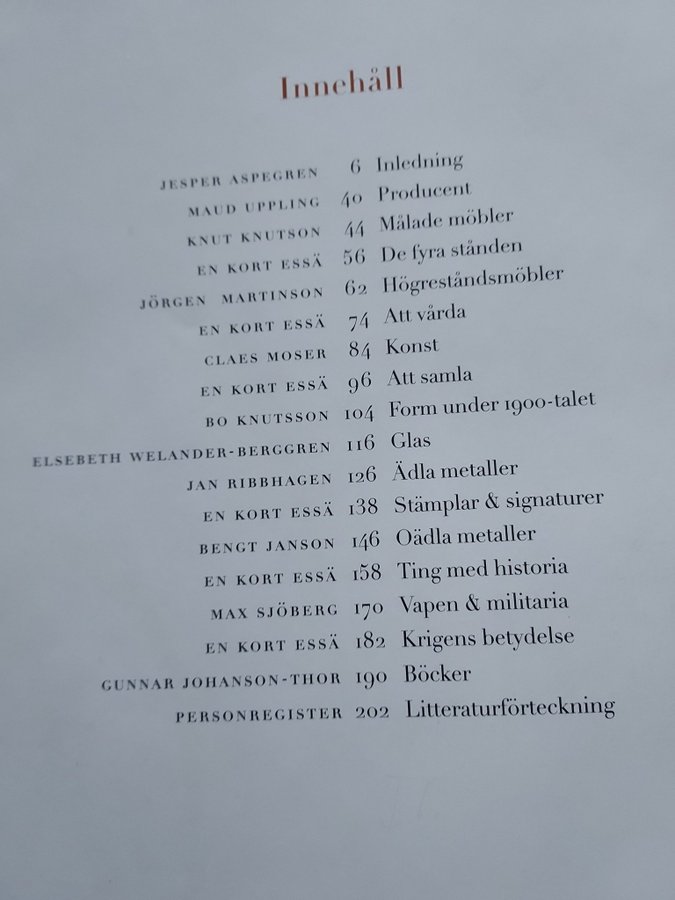 Innehåll
JESPER ASPEGREN 6 Inledning
MAUD UPPLING 40 Producent
KNUT KNUTSON 44 Målade möbler
EN KORT ESSÄ 56 De fyra stånden
JÖRGEN MARTINSON 62 Högreståndsmöbler
EN KORT ESSÄ 74 Att vårda
CLAES MOSER 84 Konst
EN KORT ESSÄ 96 Att samla
BO KNUTSSON 104 Form under 1900-talet
ELSEBETH WELANDER-BERGGREN 116 Glas
JAN RIBBHAGEN 126 Ädla metaller
EN KORT ESSÄ 138 Stämplar & signaturer
BENGT JANSON 146 Oädla metaller
EN KORT ESSÄ 158 Ting med historia
MAX SJÖBERG 170 Vapen & militaria
EN KORT ESSÄ 182 Krigens betydelse
GUNNAR JOHANSON-THOR 190 Böcker
PERSONREGISTER 202 Litteraturförteckning